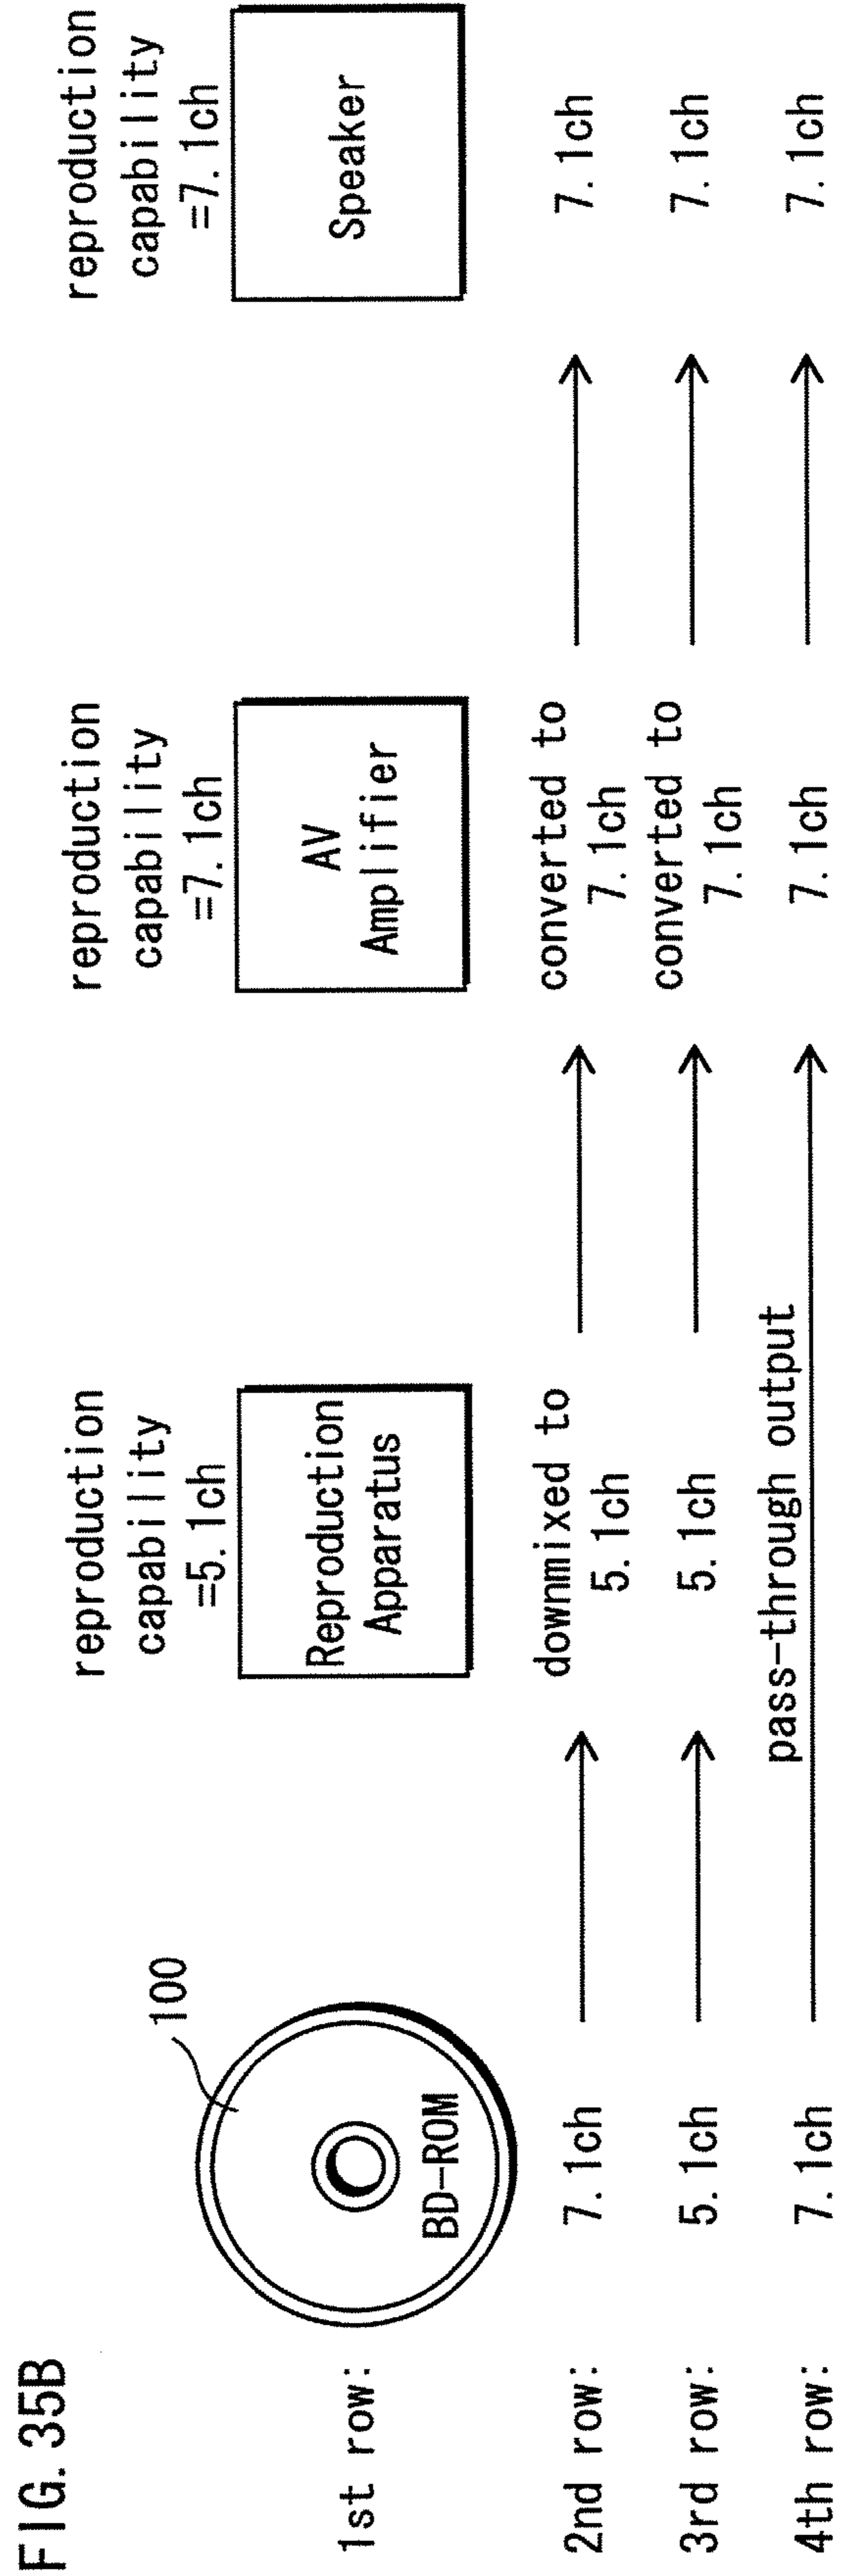 FIG. 35B
1st row:
100
BD-ROM
reproduction
capability
=5. 1ch
Reproduction
Apparatus
reproduction
capability
=7. 1ch
AV
Amplifier
reproduction
capability
=7. 1ch
Speaker
2nd row:
7. 1ch
downmixed to
5. 1ch
converted to
7. 1ch
7. 1ch
3rd row:
5. 1ch
5. 1ch
converted to
7. 1ch
7. 1ch
4th row:
7. 1ch
pass-through output
7. 1ch
7. 1ch